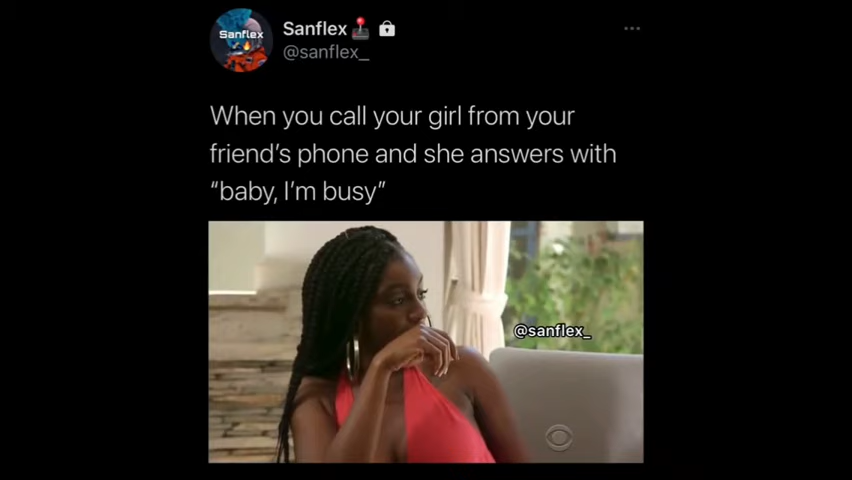 Sanflex
Sanflex🕹️
@sanflex_
When you call your girl from your
friend's phone and she answers with
“baby, I'm busy”
@sanflex_